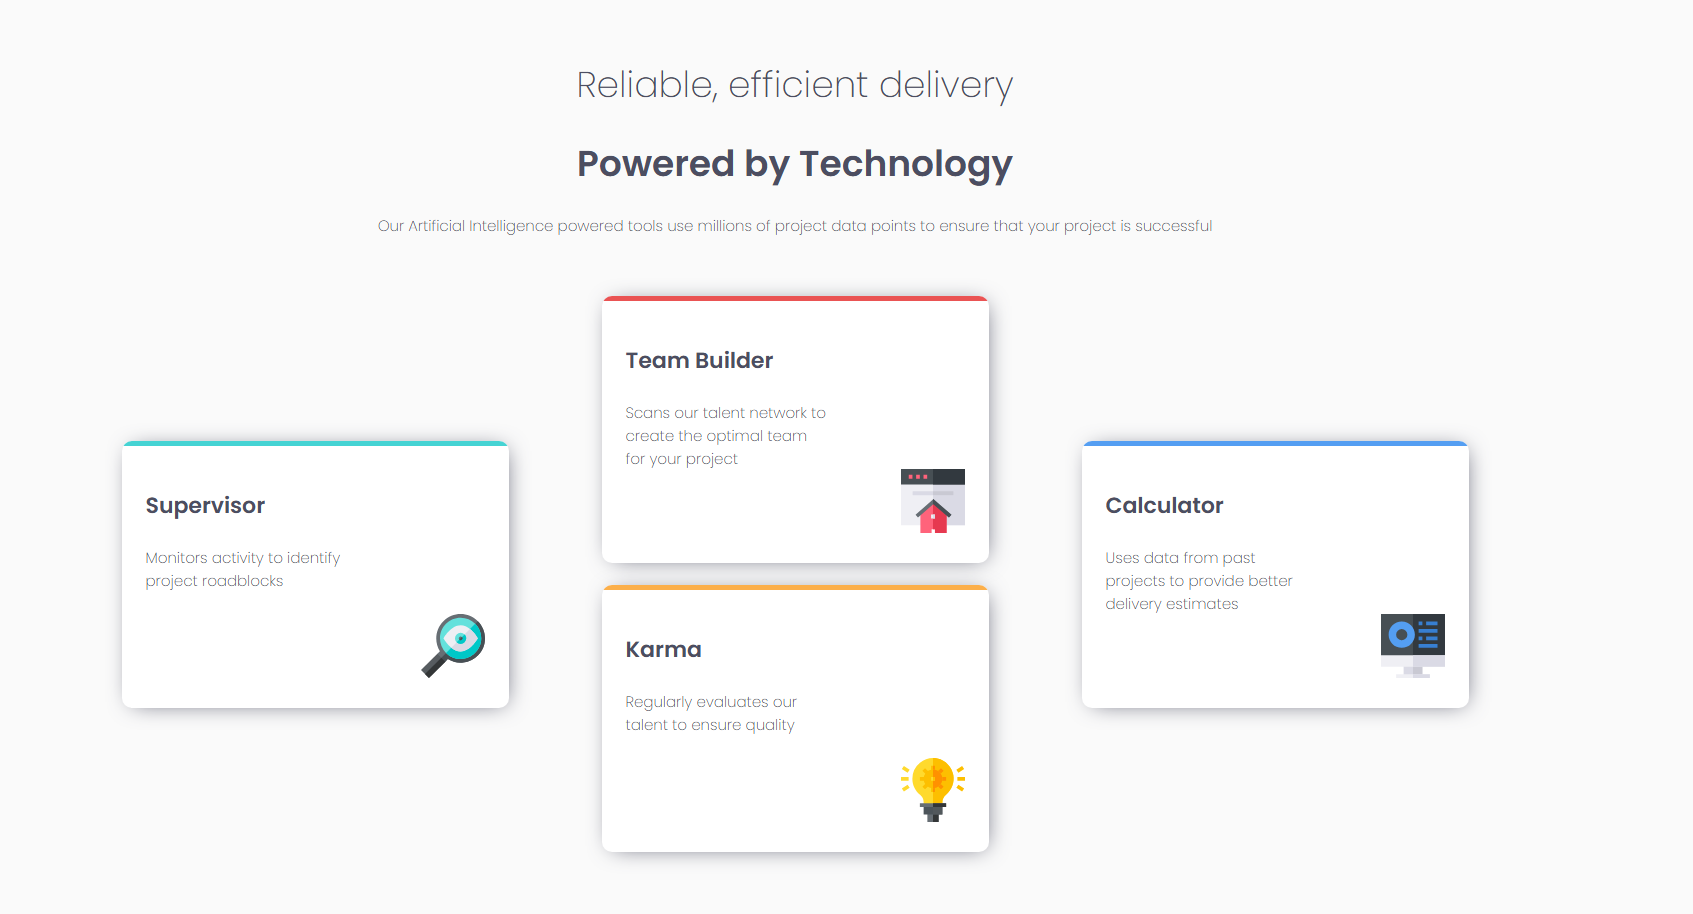 Reliable, efficient delivery
Powered by Technology
Our Artificial Intelligence powered tools use millions of project data points to ensure that your project is successful
Supervisor
Monitors activity to identify
project roadblocks
Team Builder
Scans our talent network to
create the optimal team
for your project
Karma
Regularly evaluates our
talent to ensure quality
Calculator
Uses data from past
projects to provide better
delivery estimates